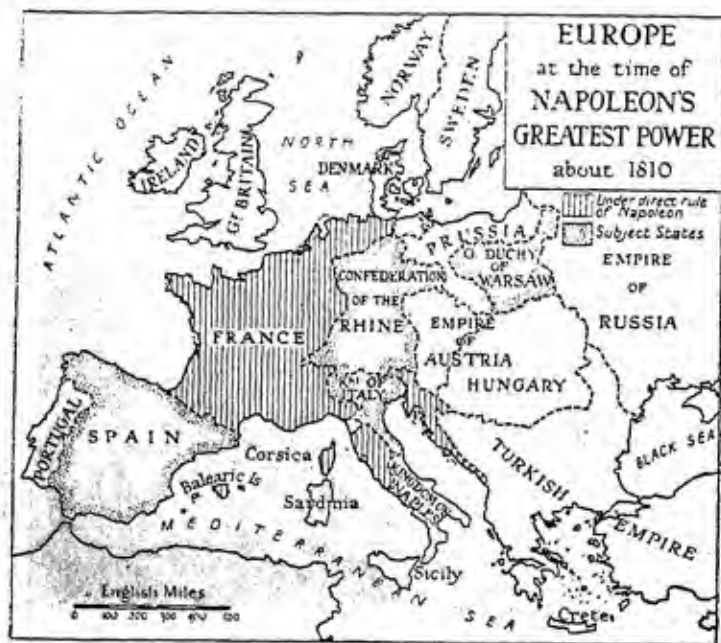 EUROPE
at the time of
NAPOLEON'S
GREATEST POWER
about 1810
Under direct rule
of Napoleon
Subject States
ATLANTIC OCEAN
NORTH
SEA
NORWAY
SWEDEN
IRELAND
Gt BRITAIN
DENMARK
PRUSSIA
G. DUCHY
OF
WARSAW
EMPIRE
OF
RUSSIA
CONFEDERATION
OF THE
RHINE
FRANCE
EMPIRE
OF
AUSTRIA
HUNGARY
OF
ITALY
PORTUGAL
SPAIN
Corsica
Balearic Is
Sardinia
KINGDOM OF
NAPLES
TURKISH
EMPIRE
BLACK SEA
MEDITERRANEAN SEA
Sicily
Crete
English Miles